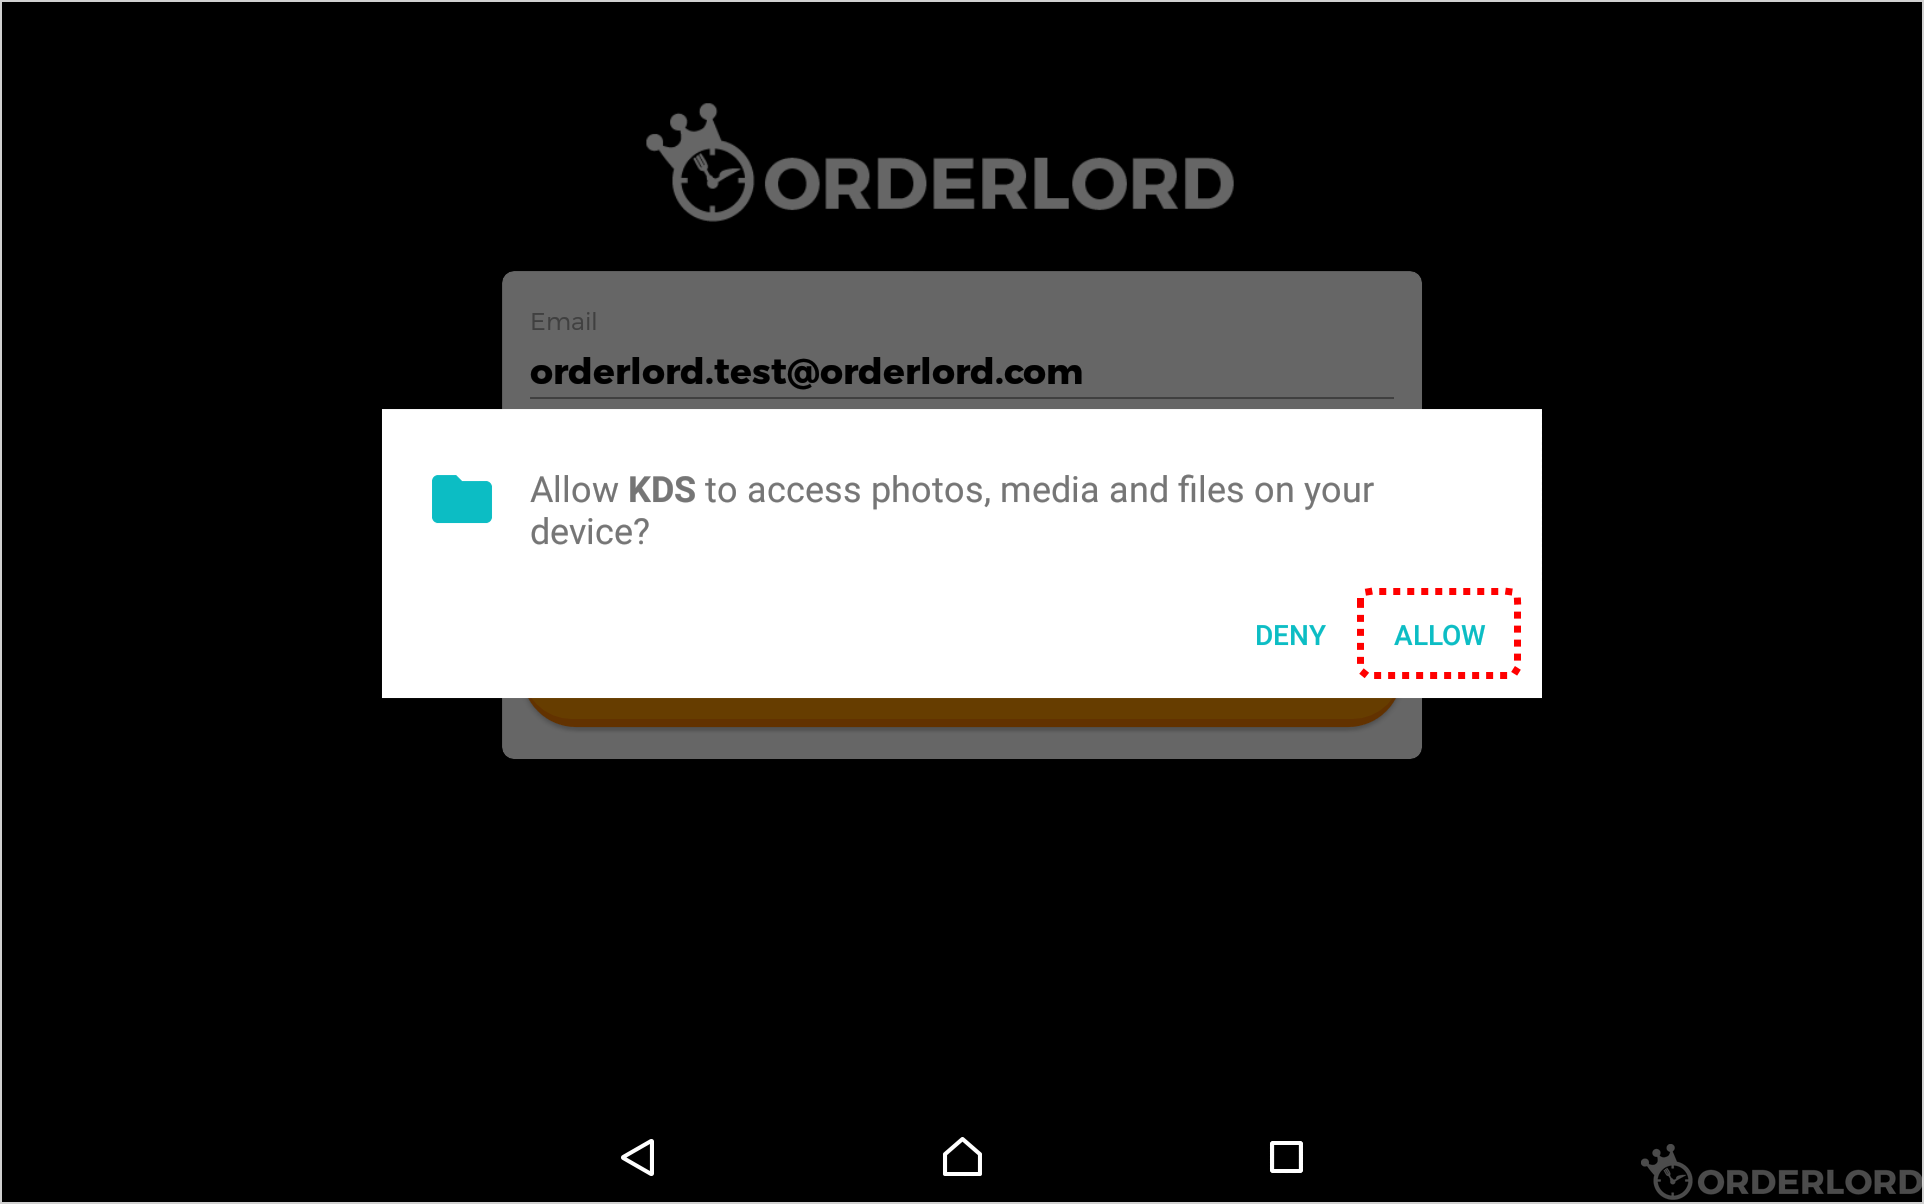 ORDERLORD
Email
orderlord.test@orderlord.com
Allow KDS to access photos, media and files on your
device?
DENY
ALLOW
ORDERLORD